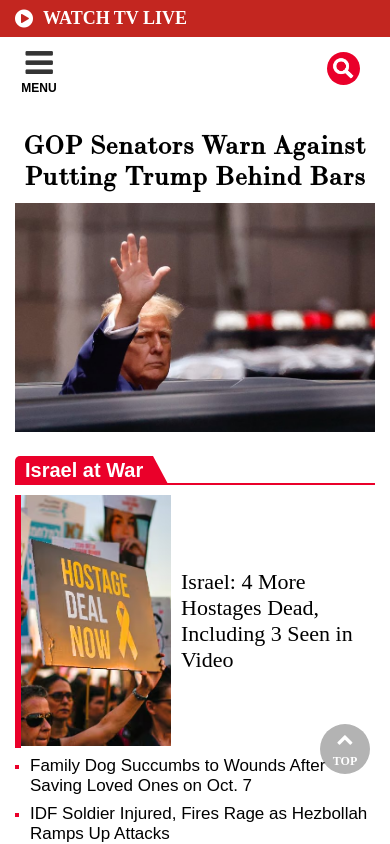 WATCH TV LIVE
MENU
GOP Senators Warn Against
Putting Trump Behind Bars
Israel at War
HOSTAGE
DEAL
NOW
Israel: 4 More
Hostages Dead,
Including 3 Seen in
Video
Family Dog Succumbs to Wounds After
Saving Loved Ones on Oct. 7
TOP
IDF Soldier Injured, Fires Rage as Hezbollah
Ramps Up Attacks